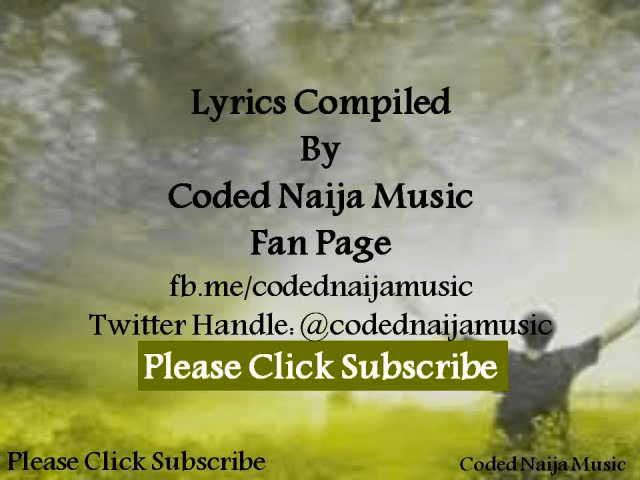 Lyrics Compiled
By
Coded Naija Music
Fan Page
fb.me/codednaijamusic
Twitter Handle: @codednaijamusic
Please Click Subscribe
Please Click Subscribe
Coded Naija Music